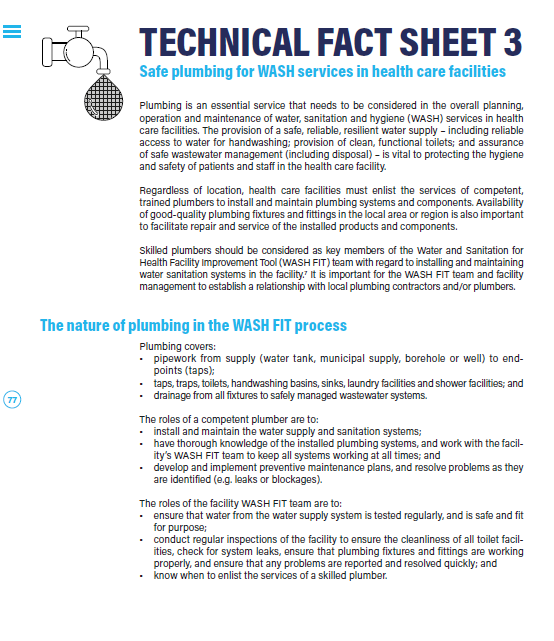 TECHNICAL FACT SHEET 3
Safe plumbing for WASH services in health care facilities
Plumbing is an essential service that needs to be considered in the overall planning,
operation and maintenance of water, sanitation and hygiene (WASH) services in health
care facilities. The provision of a safe, reliable, resilient water supply – including reliable
access to water for handwashing; provision of clean, functional toilets; and assurance
of safe wastewater management (including disposal) – is vital to protecting the hygiene
and safety of patients and staff in the health care facility.
Regardless of location, health care facilities must enlist the services of competent,
trained plumbers to install and maintain plumbing systems and components. Availability
of good-quality plumbing fixtures and fittings in the local area or region is also important
to facilitate repair and service of the installed products and components.
Skilled plumbers should be considered as key members of the Water and Sanitation for
Health Facility Improvement Tool (WASH FIT) team with regard to installing and maintaining
water sanitation systems in the facility.⁷ It is important for the WASH FIT team and facility
management to establish a relationship with local plumbing contractors and/or plumbers.
The nature of plumbing in the WASH FIT process
Plumbing covers:
• pipework from supply (water tank, municipal supply, borehole or well) to end-
points (taps);
• taps, traps, toilets, handwashing basins, sinks, laundry facilities and shower facilities; and
• drainage from all fixtures to safely managed wastewater systems.
77
The roles of a competent plumber are to:
• install and maintain the water supply and sanitation systems;
• have thorough knowledge of the installed plumbing systems, and work with the facil-
ity's WASH FIT team to keep all systems working at all times; and
• develop and implement preventive maintenance plans, and resolve problems as they
are identified (e.g. leaks or blockages).
The roles of the facility WASH FIT team are to:
• ensure that water from the water supply system is tested regularly, and is safe and fit
for purpose;
• conduct regular inspections of the facility to ensure the cleanliness of all toilet facil-
ities, check for system leaks, ensure that plumbing fixtures and fittings are working
properly, and ensure that any problems are reported and resolved quickly; and
• know when to enlist the services of a skilled plumber.